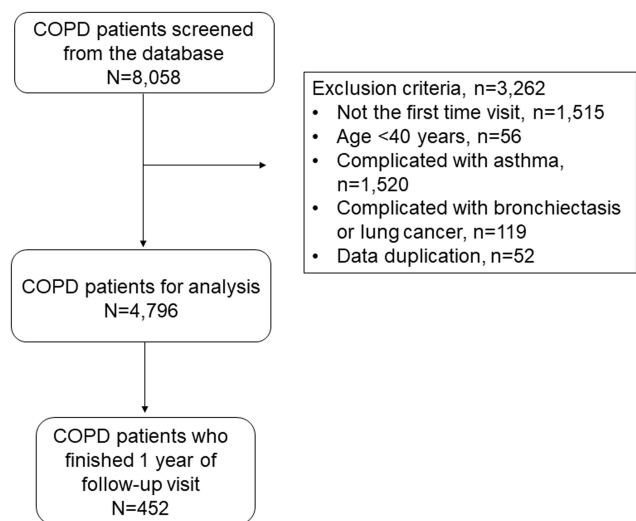 COPD patients screened
from the database
N=8,058
Exclusion criteria, n=3,262
• Not the first time visit, n=1,515
• Age <40 years, n=56
• Complicated with asthma,
n=1,520
• Complicated with bronchiectasis
or lung cancer, n=119
• Data duplication, n=52
COPD patients for analysis
N=4,796
COPD patients who
finished 1 year of
follow-up visit
N=452